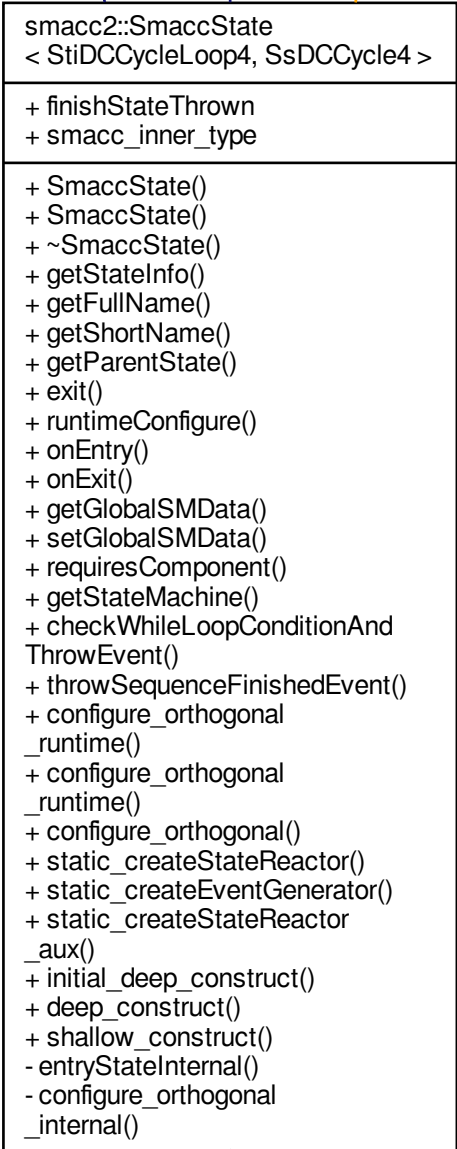 smacc2::SmaccState
< StiDCCycleLoop4, SsDCCycle4 >
+ finishStateThrown
+ smacc_inner_type
+ SmaccState()
+ SmaccState()
+ ~SmaccState()
+ getStateInfo()
+ getFullName()
+ getShortName()
+ getParentState()
+ exit()
+ runtimeConfigure()
+ onEntry()
+ onExit()
+ getGlobalSMData()
+ setGlobalSMData()
+ requiresComponent()
+ getStateMachine()
+ checkWhileLoopConditionAnd
ThrowEvent()
+ throwSequenceFinishedEvent()
+ configure_orthogonal
_runtime()
+ configure_orthogonal
_runtime()
+ configure_orthogonal()
+ static_createStateReactor()
+ static_createEventGenerator()
+ static_createStateReactor
_aux()
+ initial_deep_construct()
+ deep_construct()
+ shallow_construct()
- entryStateInternal()
- configure_orthogonal
_internal()